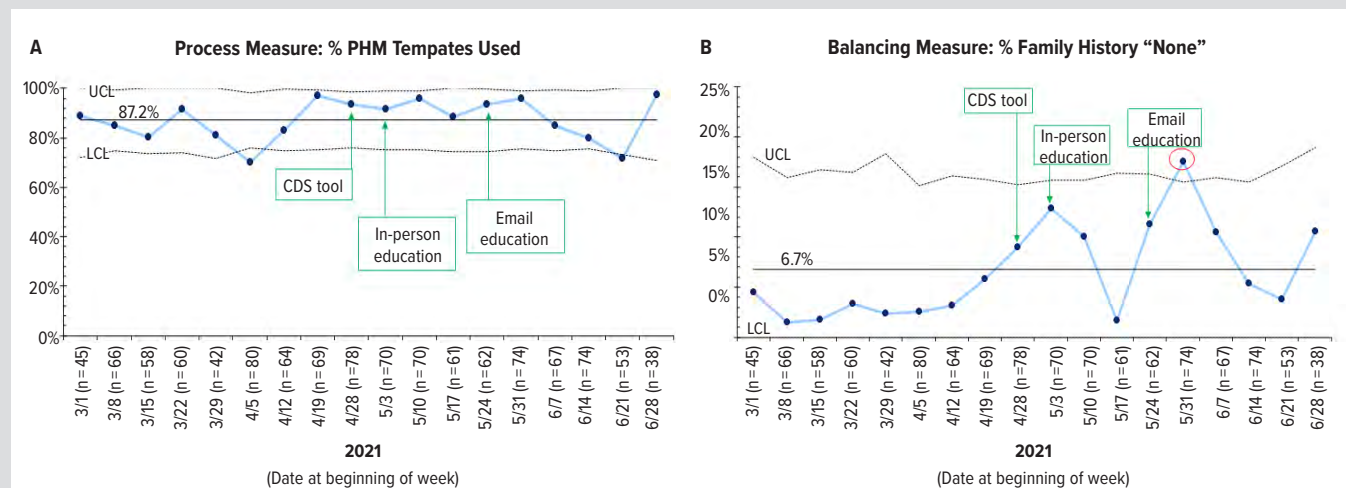 A
Process Measure: % PHM Tempates Used
100%
80%
60%
40%
20%
0%
UCL
87.2%
LCL
CDS tool
In-person
education
Email
education
3/1 (n = 45)
3/8 (n = 66)
3/15 (n = 58)
3/22 (n = 60)
3/29 (n = 42)
4/5 (n = 80)
4/12 (n = 64)
4/19 (n = 69)
4/28 (n = 78)
5/3 (n = 70)
5/10 (n = 70)
5/17 (n = 61)
5/24 (n = 62)
5/31 (n = 74)
6/7 (n = 67)
6/14 (n = 74)
6/21 (n = 53)
6/28 (n = 38)
2021
(Date at beginning of week)
B
Balancing Measure: % Family History “None”
25%
20%
15%
10%
5%
0%
UCL
6.7%
LCL
CDS tool
In-person
education
Email
education
3/1 (n = 45)
3/8 (n = 66)
3/15 (n = 58)
3/22 (n = 60)
3/29 (n = 42)
4/5 (n = 80)
4/12 (n = 64)
4/19 (n = 69)
4/28 (n = 78)
5/3 (n = 70)
5/10 (n = 70)
5/17 (n = 61)
5/24 (n = 62)
5/31 (n = 74)
6/7 (n = 67)
6/14 (n = 74)
6/21 (n = 53)
6/28 (n = 38)
2021
(Date at beginning of week)